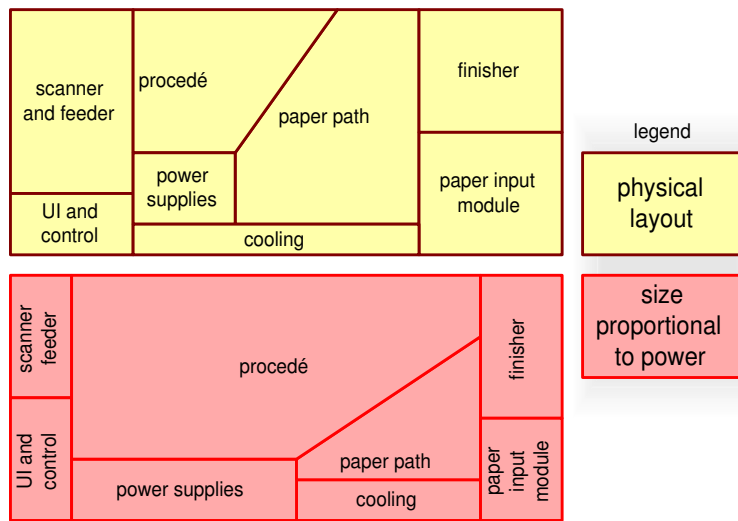 scanner
and feeder
procedé
paper path
finisher
power
supplies
UI and
control
cooling
paper input
module
legend
physical
layout
scanner
feeder
procedé
finisher
UI and
control
power supplies
paper path
cooling
paper
input
module
size
proportional
to power